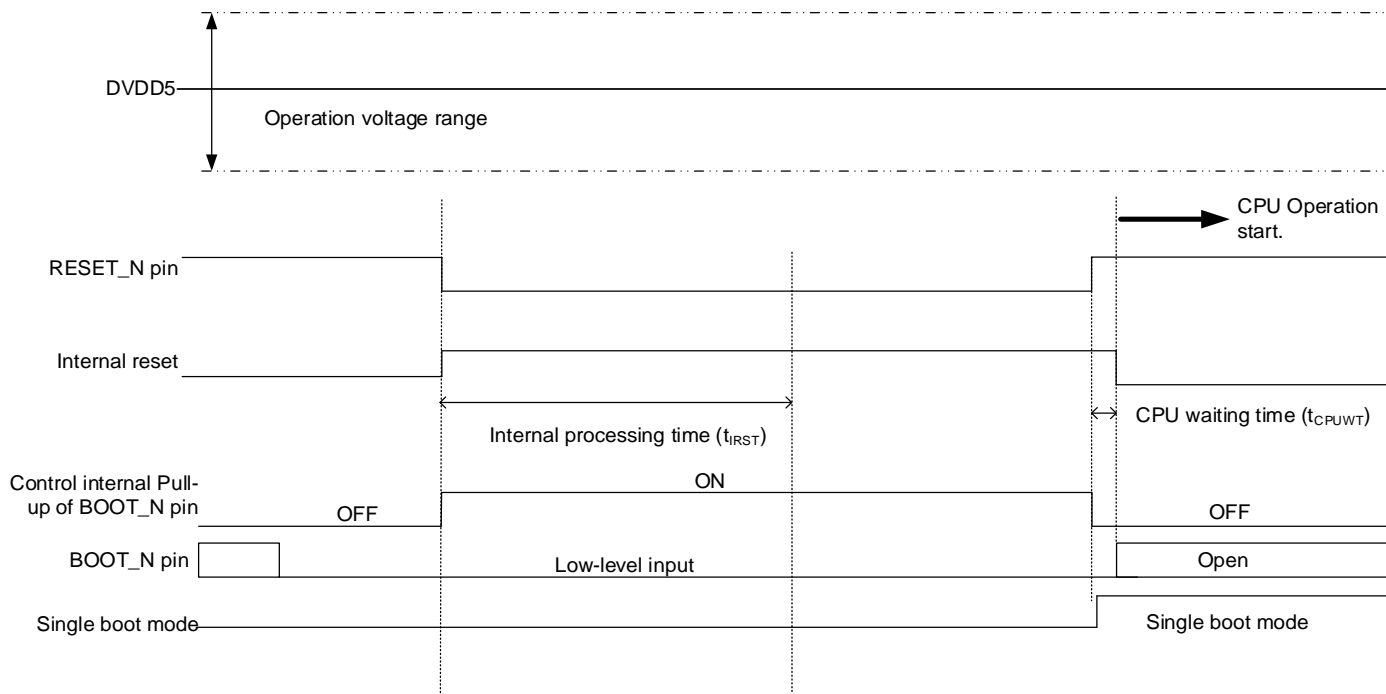 DVDD5
Operation voltage range
CPU Operation
start.
RESET_N pin
Internal reset
Internal processing time (tIRST)
CPU waiting time (tCPUWT)
Control internal Pull-
up of BOOT_N pin
OFF
ON
OFF
BOOT_N pin
Low-level input
Open
Single boot mode
Single boot mode